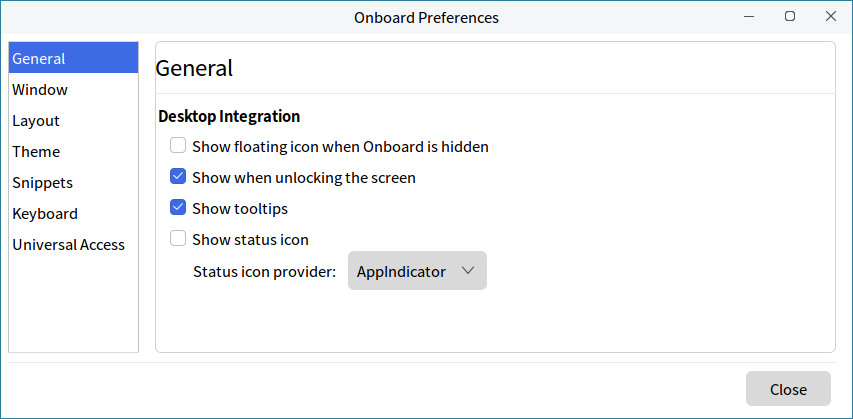 Onboard Preferences
General
Window
Layout
Theme
Snippets
Keyboard
Universal Access
General
Desktop Integration
Show floating icon when Onboard is hidden
Show when unlocking the screen
Show tooltips
Show status icon
Status icon provider: AppIndicator
Close